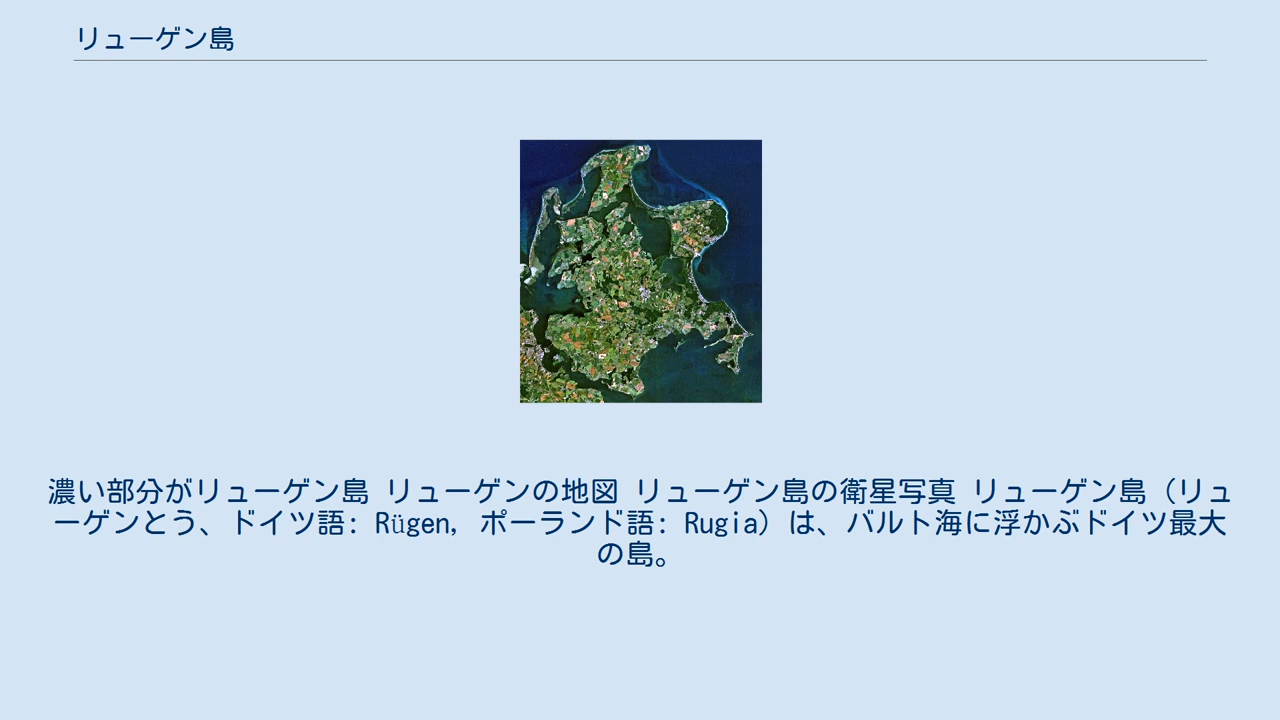 リューゲン島
濃い部分がリューゲン島 リューゲンの地図 リューゲン島の衛星写真 リューゲン島（リュ
ーゲンとう、ドイツ語: Rügen, ポーランド語: Rugia）は、バルト海に浮かぶドイツ最大
の島。